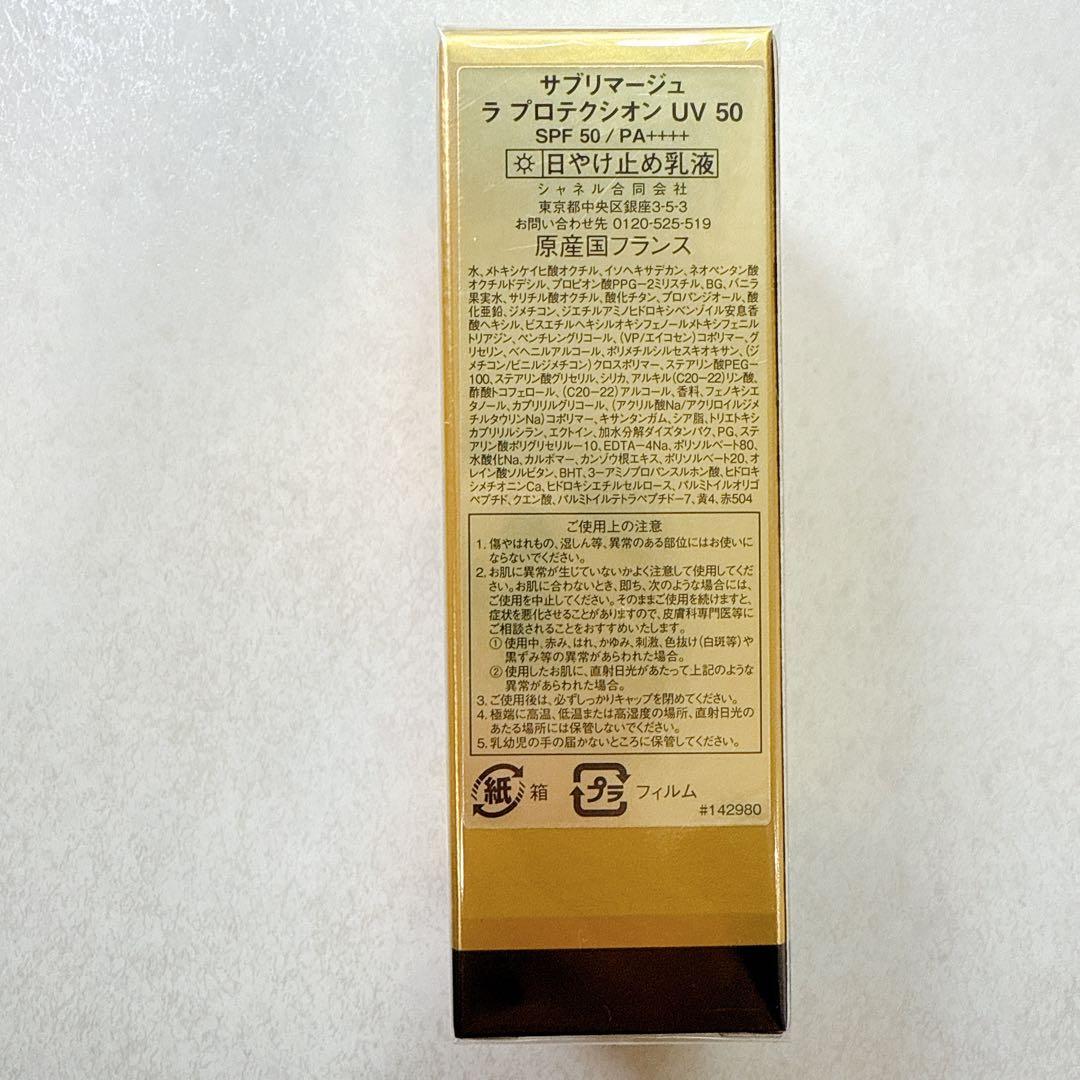 サブリマージュ
ラ プロテクシオン UV 50
SPF 50 / PA++++
日やけ止め乳液
シャネル合同会社
東京都中央区銀座3-5-3
お問い合わせ先 0120-525-519
原産国フランス
水、メトキシケイヒ酸オクチル、イソヘキサデカン、ネオペンタン酸
オクチルドデシル、プロピオン酸PPG-2ミリスチル、BG、バニラ
果実水、サリチル酸オクチル、酸化チタン、プロパンジオール、酸
化亜鉛、ジメチコン、ジエチルアミノヒドロキシベンゾイル安息香
酸ヘキシル、ビスエチルヘキシルオキシフェノールメトキシフェニル
トリアジン、ペンチレングリコール、(VP/エイコセン)コポリマー、グ
リセリン、ベヘニルアルコール、ポリメチルシルセスキオキサン、(ジ
メチコン/ビニルジメチコン)クロスポリマー、ステアリン酸PEG-
100、ステアリン酸グリセリル、シリカ、アルキル(C20-22)リン酸、
酢酸トコフェロール、(C20-22)アルコール、香料、フェノキシエ
タノール、カプリリルグリコール、(アクリル酸Na/アクリロイルジメ
チルタウリンNa)コポリマー、キサンタンガム、シア脂、トリエトキシ
カプリリルシラン、エクトイン、加水分解ダイズタンパク、PG、ステ
アリン酸ポリグリセリル-10、EDTA-4Na、ポリソルベート80、
水酸化Na、カルボマー、カンゾウ根エキス、ポリソルベート20、オ
レイン酸ソルビタン、BHT、3-アミノプロパンスルホン酸、ヒドロキ
シメチオニンCa、ヒドロキシエチルセルロース、パルミトイルオリゴ
ペプチド、クエン酸、パルミトイルテトラペプチド-7、黄4、赤504
ご使用上の注意
1. 傷やはれもの、湿しん等、異常のある部位にはお使いに
ならないでください。
2. お肌に異常が生じていないかよく注意して使用してくだ
さい。お肌に合わないとき、即ち、次のような場合には、
ご使用を中止してください。そのままご使用を続けますと、
症状を悪化させることがありますので、皮膚科専門医等に
ご相談されることをおすすめいたします。
① 使用中、赤み、はれ、かゆみ、刺激、色抜け(白斑等)や
黒ずみ等の異常があらわれた場合。
② 使用したお肌に、直射日光があたって上記のような
異常があらわれた場合。
3. ご使用後は、必ずしっかりキャップを閉めてください。
4. 極端に高温、低温または高湿度の場所、直射日光の
あたる場所には保管しないでください。
5. 乳幼児の手の届かないところに保管してください。
紙 箱 プラ フィルム
#142980